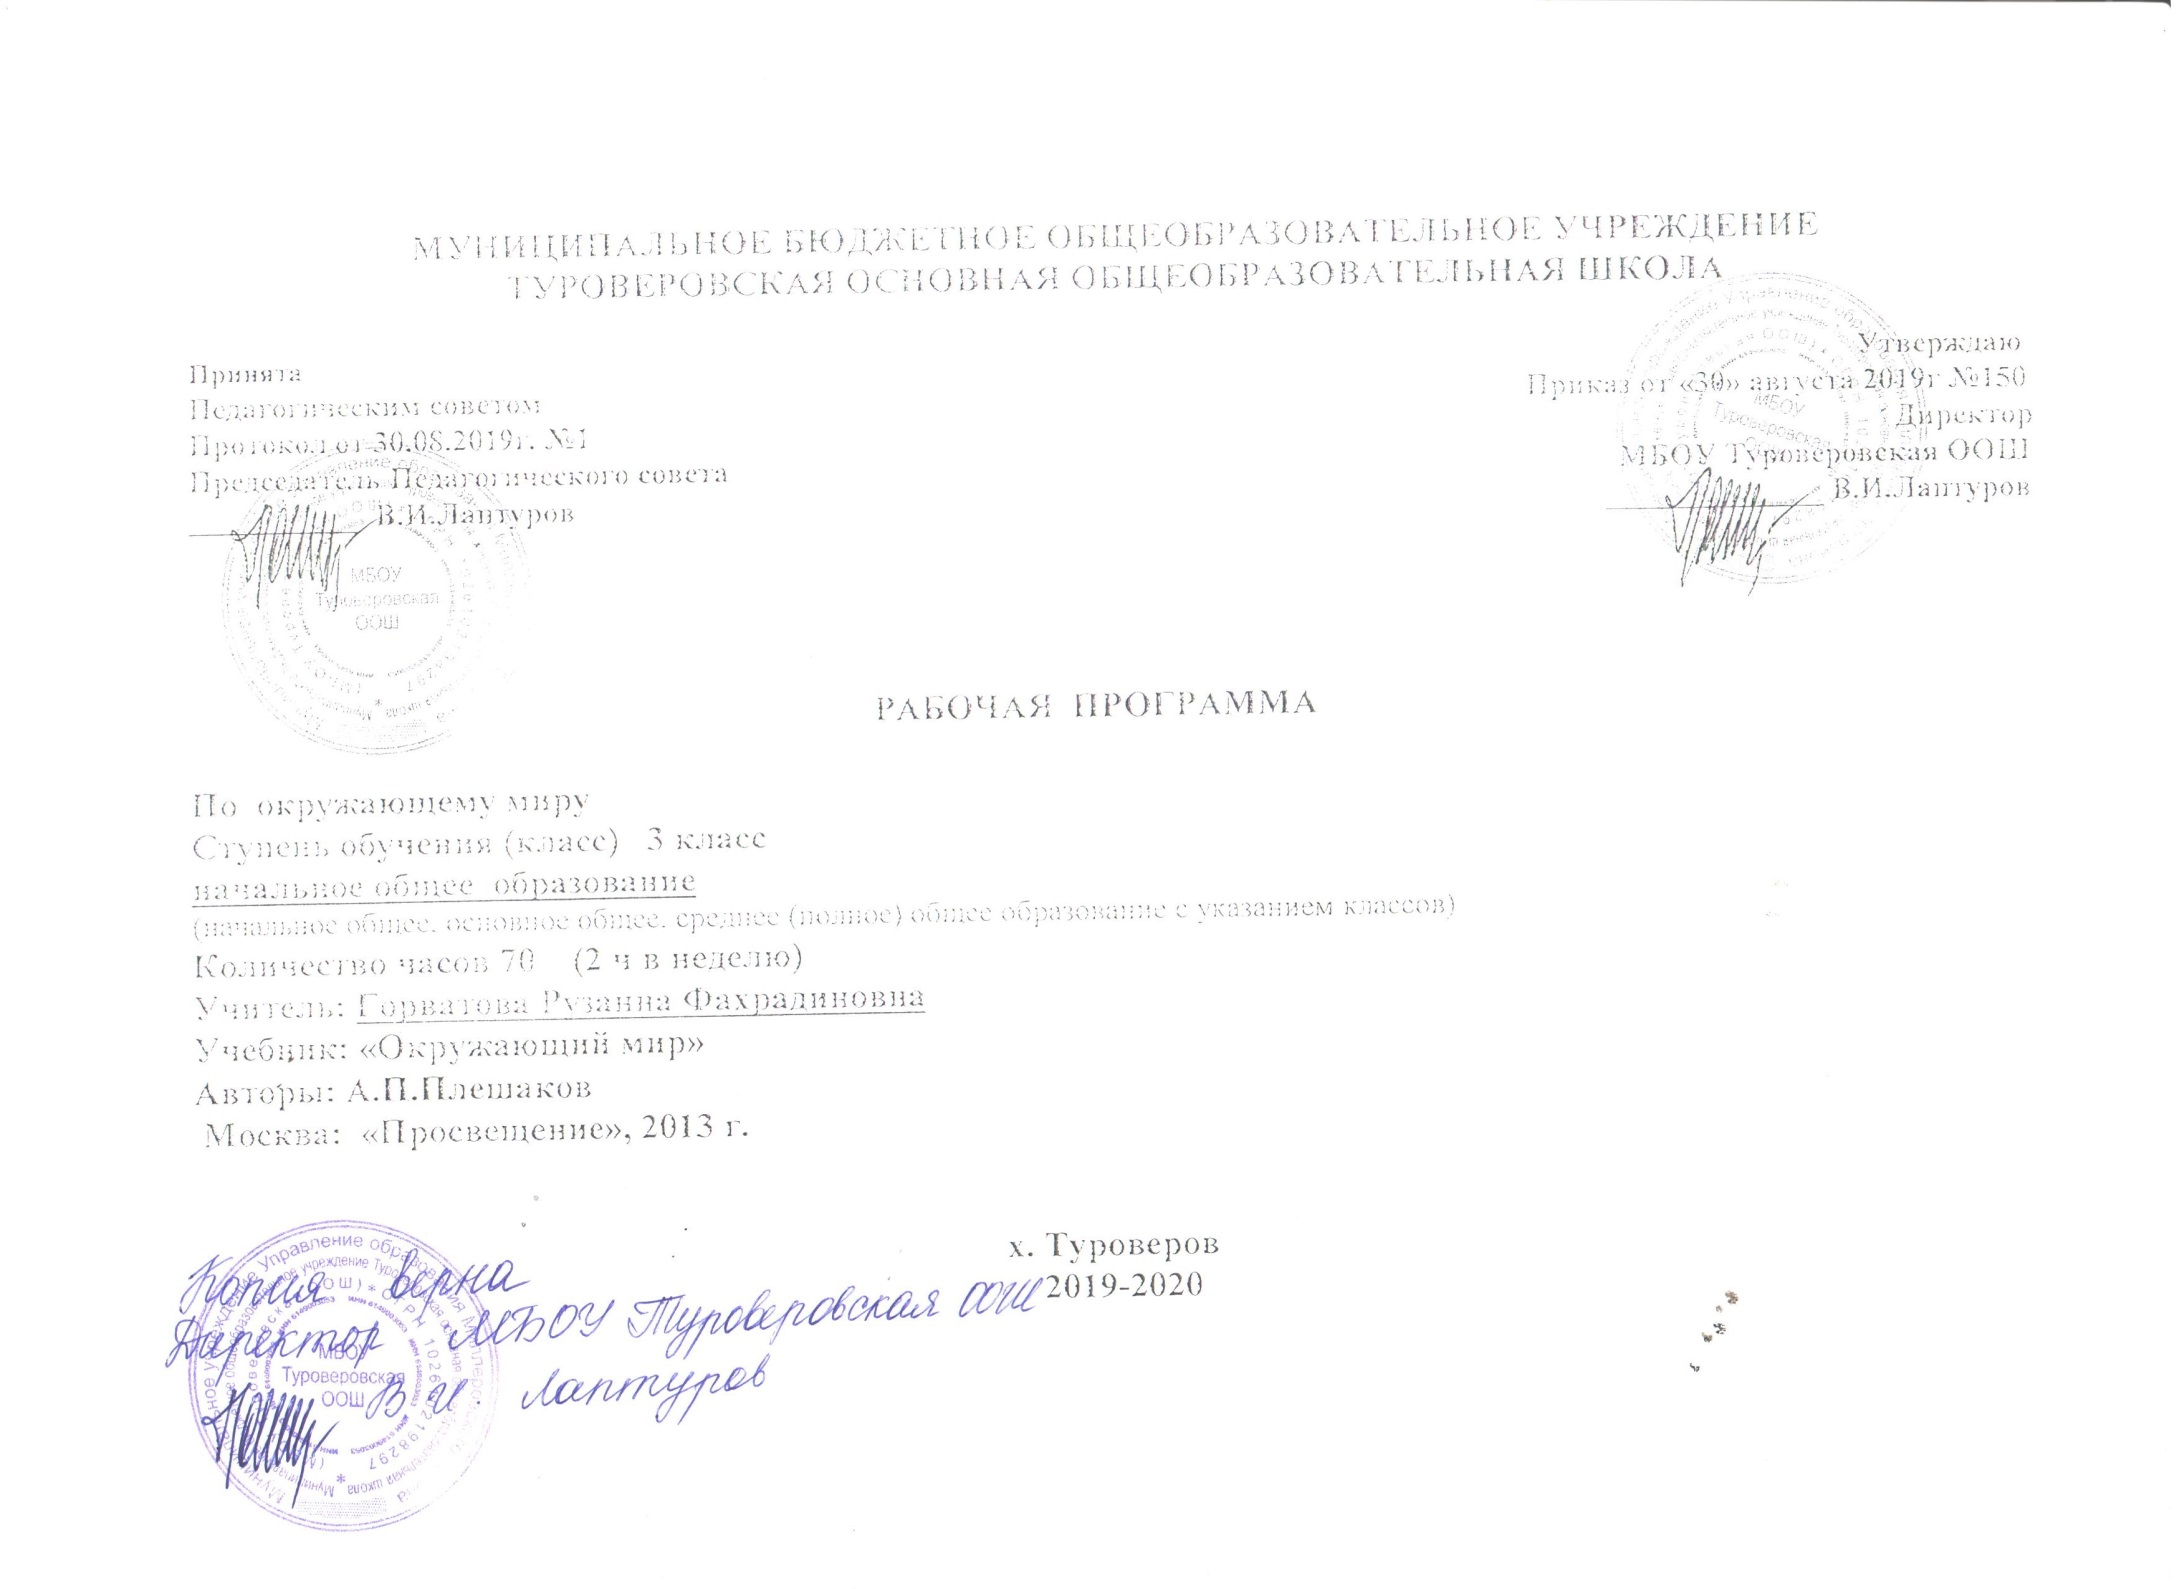 МУНИЦИПАЛЬНОЕ БЮДЖЕТНОЕ ОБЩЕОБРАЗОВАТЕЛЬНОЕ УЧРЕЖДЕНИЕ
ТУРОВЕРОВСКАЯ ОСНОВНАЯ ОБЩЕОБРАЗОВАТЕЛЬНАЯ ШКОЛА
Принята
Педагогическим советом
Протокол от 30.08.2019г. №1
Председатель Педагогического совета
В.И.Лаптуров
МБОУ
Туроверовская
ООШ
Утверждаю
Приказ от «30» августа 2019г №150
Директор
МБОУ Туроверовская ООШ
В.И.Лаптуров
МБОУ
Туроверовская
РАБОЧАЯ ПРОГРАММА
По окружающему миру
Ступень обучения (класс) 3 класс
начальное общее образование
(начальное общее, основное общее, среднее (полное) общее образование с указанием классов)
Количество часов 70 (2 ч в неделю)
Учитель: Горватова Рузанна Фахрадиновна
Учебник: «Окружающий мир»
Авторы: А.П.Плешаков
Москва: «Просвещение», 2013 г.
х. Туроверов
2019-2020
Копия верна
Директор МБОУ Туроверовская ООШ
В.И. Лаптуров
МБОУ
Туроверовская
ООШ